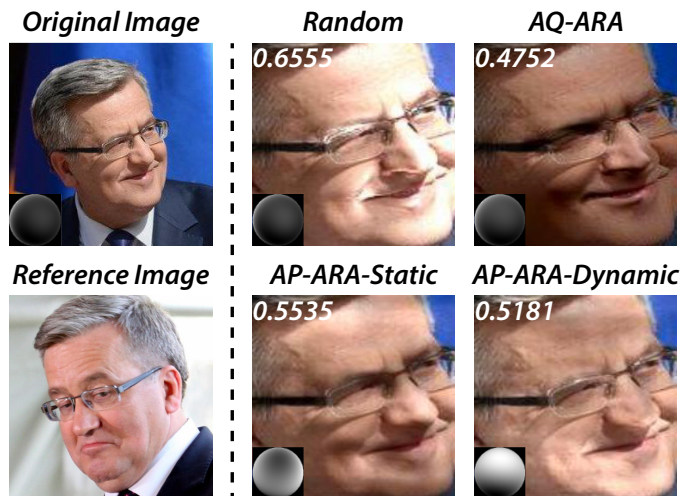 Original Image
Random
AQ-ARA
0.6555
0.4752
Reference Image
AP-ARA-Static
AP-ARA-Dynamic
0.5535
0.5181